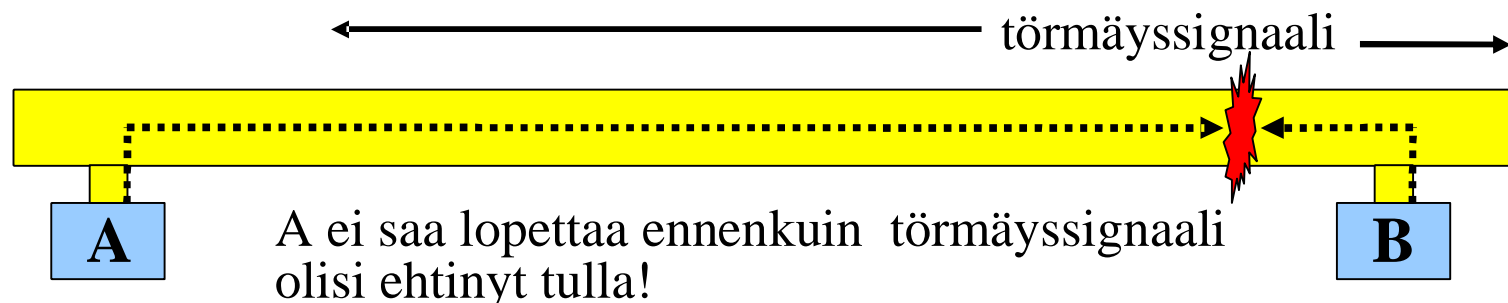 törmäyssignaali
A
A ei saa lopettaa ennenkuin törmäyssignaali
olisi ehtinyt tulla!
B